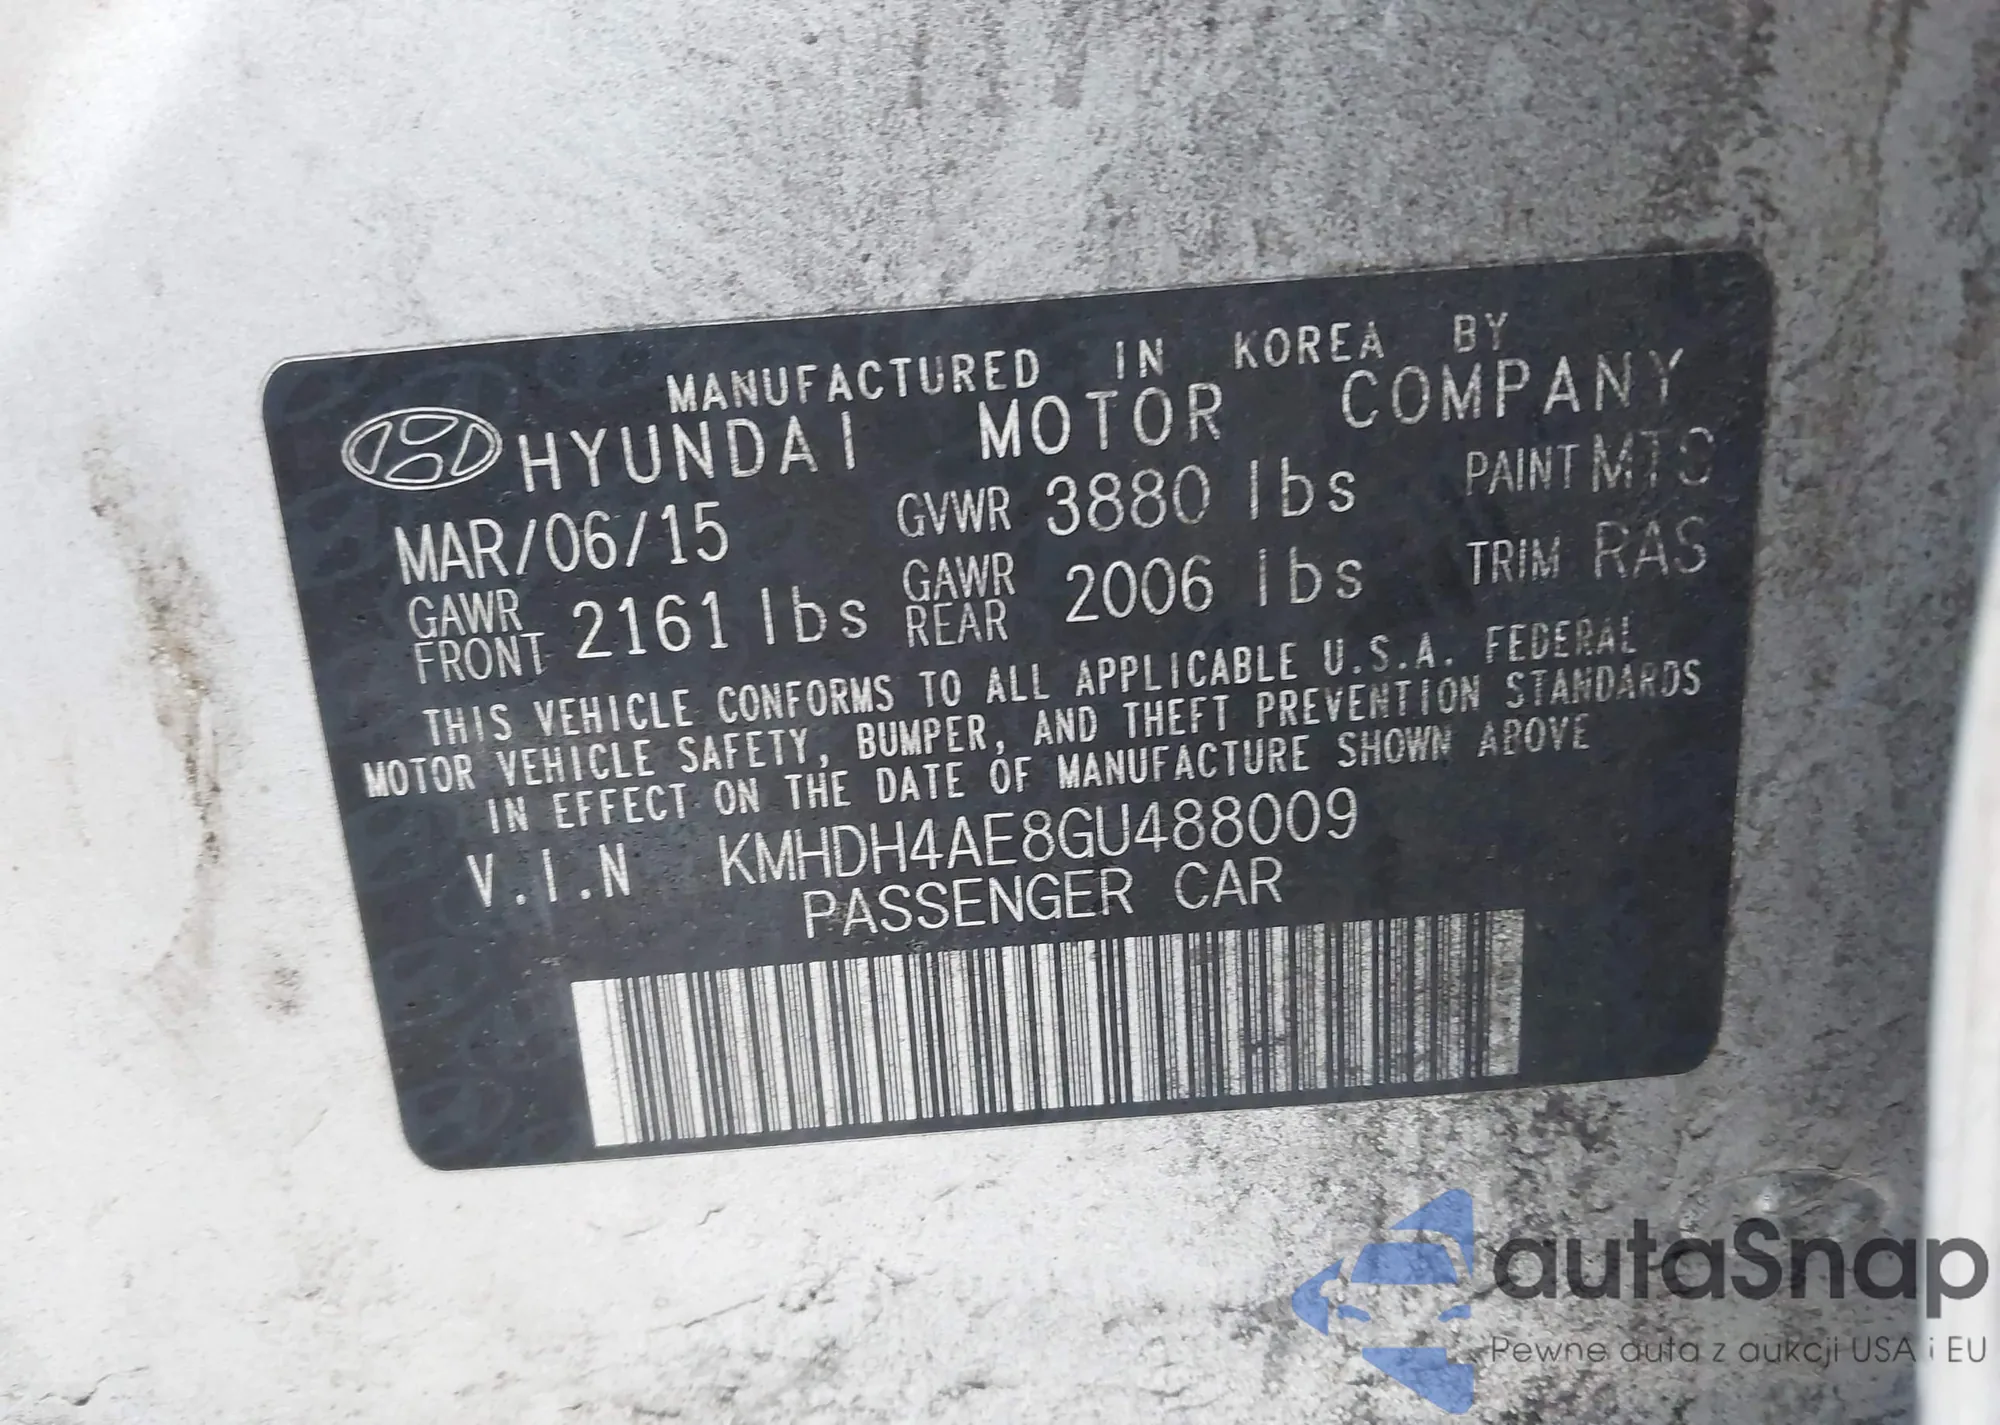 MANUFACTURED IN KOREA BY
HYUNDAI MOTOR COMPANY
MAR/06/15 GVWR 3880 lbs PAINT
GAWR FRONT 2161 lbs GAWR REAR 2006 lbs TRIM RAS
THIS VEHICLE CONFORMS TO ALL APPLICABLE U.S.A. FEDERAL
MOTOR VEHICLE SAFETY, BUMPER, AND THEFT PREVENTION STANDARDS
IN EFFECT ON THE DATE OF MANUFACTURE SHOWN ABOVE
V.I.N KMHDH4AE8GU488009
PASSENGER CAR
autaSnap
Pewne auta z aukcji USA i EU